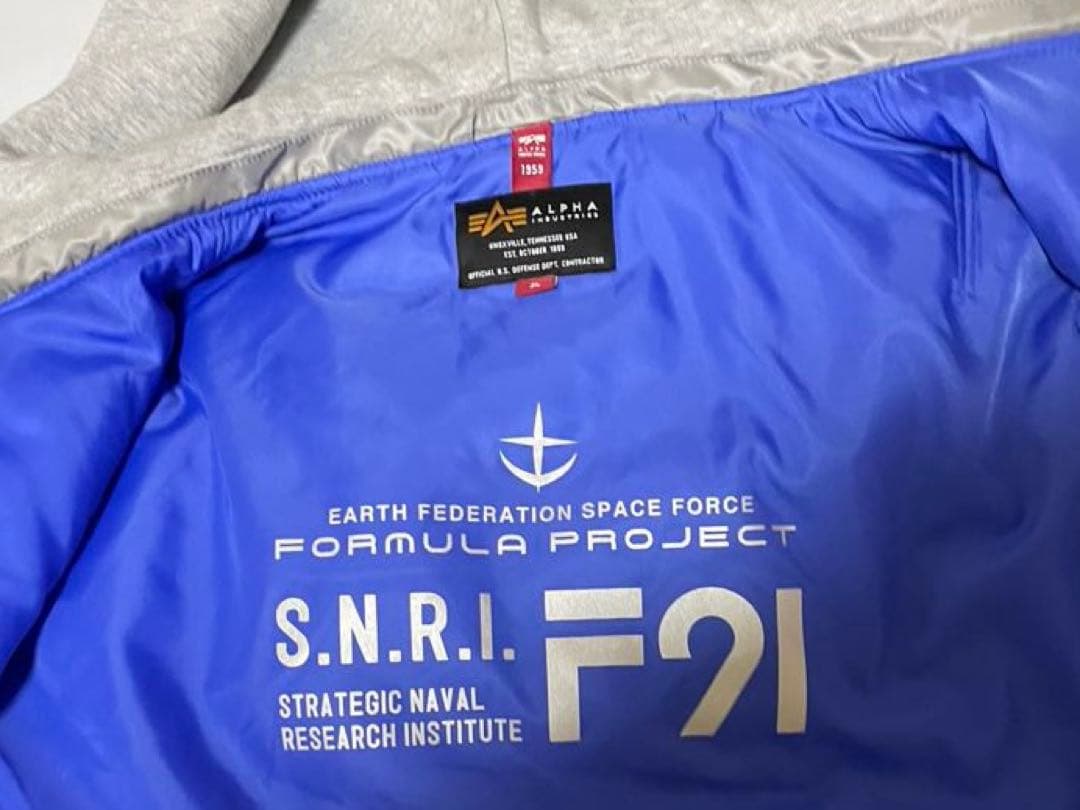 ALPHA
1959
ALPHA
INDUSTRIES
KNOXVILLE, TENNESSEE USA
EST. OCTOBER 1959
OFFICIAL U.S. DEFENSE DEPT. CONTRACTOR
EARTH FEDERATION SPACE FORCE
FORMULA PROJECT
S.N.R.I.
F91
STRATEGIC NAVAL
RESEARCH INSTITUTE